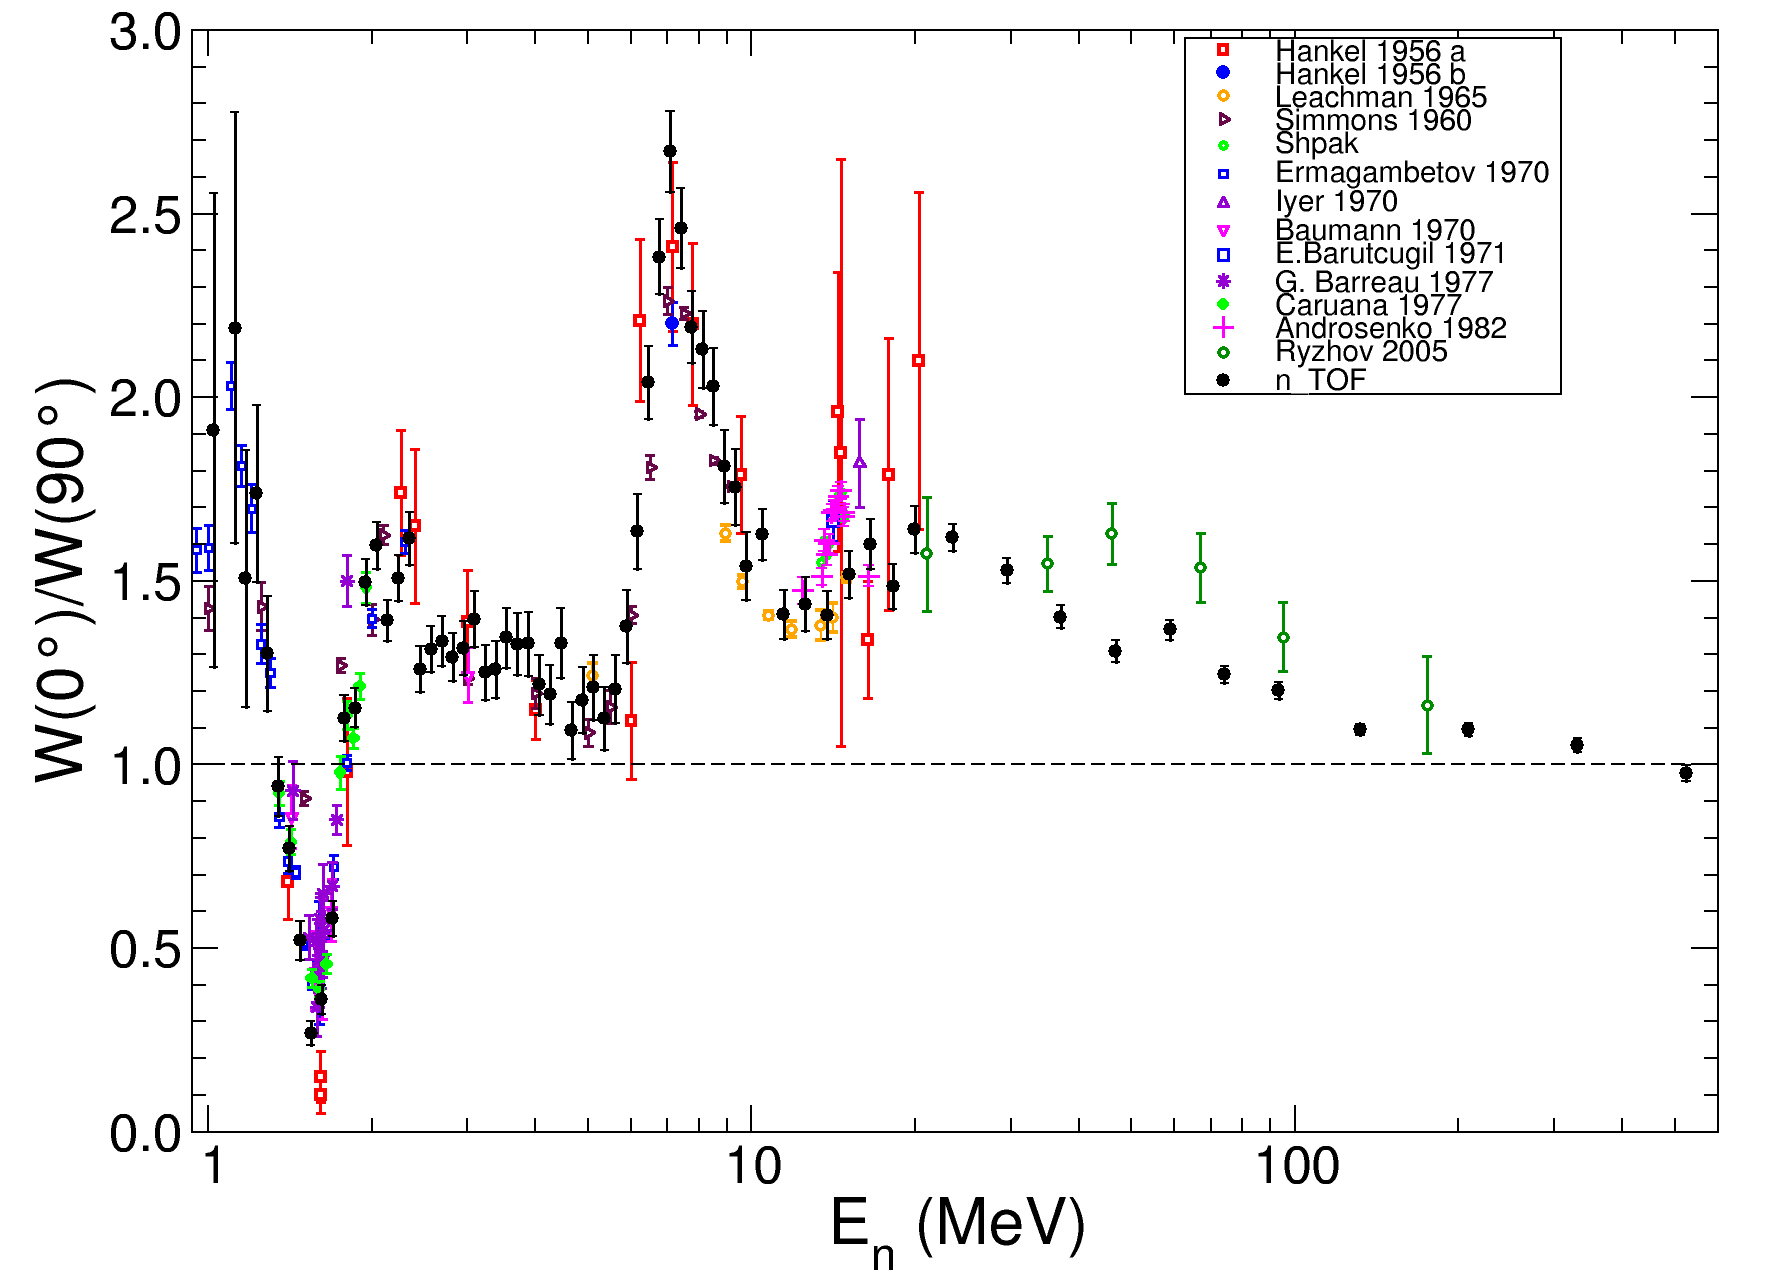 3.0
2.5
2.0
1.5
1.0
0.5
0.0
W(0°)/W(90°)
Hankel 1956 a
Hankel 1956 b
Leachman 1965
Simmons 1960
Shpak
Ermagambetov 1970
Iyer 1970
Baumann 1970
E.Barutcugil 1971
G. Barreau 1977
Caruana 1977
Androsenko 1982
Ryzhov 2005
n_TOF
1 10 100
En (MeV)